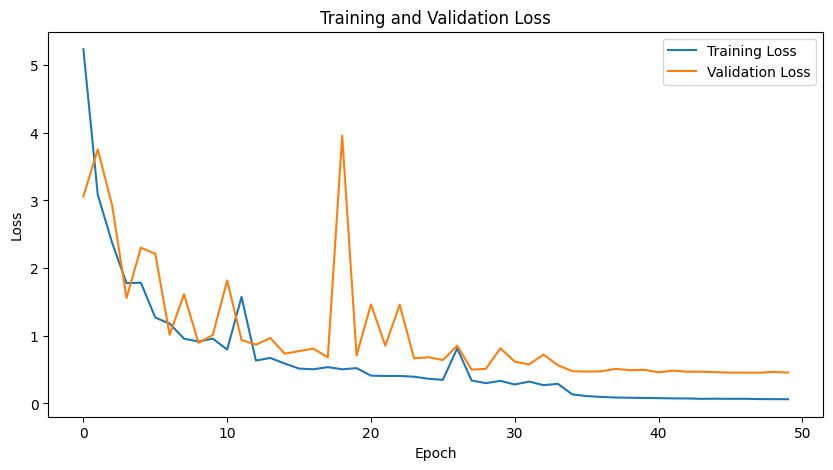 Training and Validation Loss
Training Loss
Validation Loss
5
4
3
2
1
0
Loss
0 10 20 30 40 50
Epoch